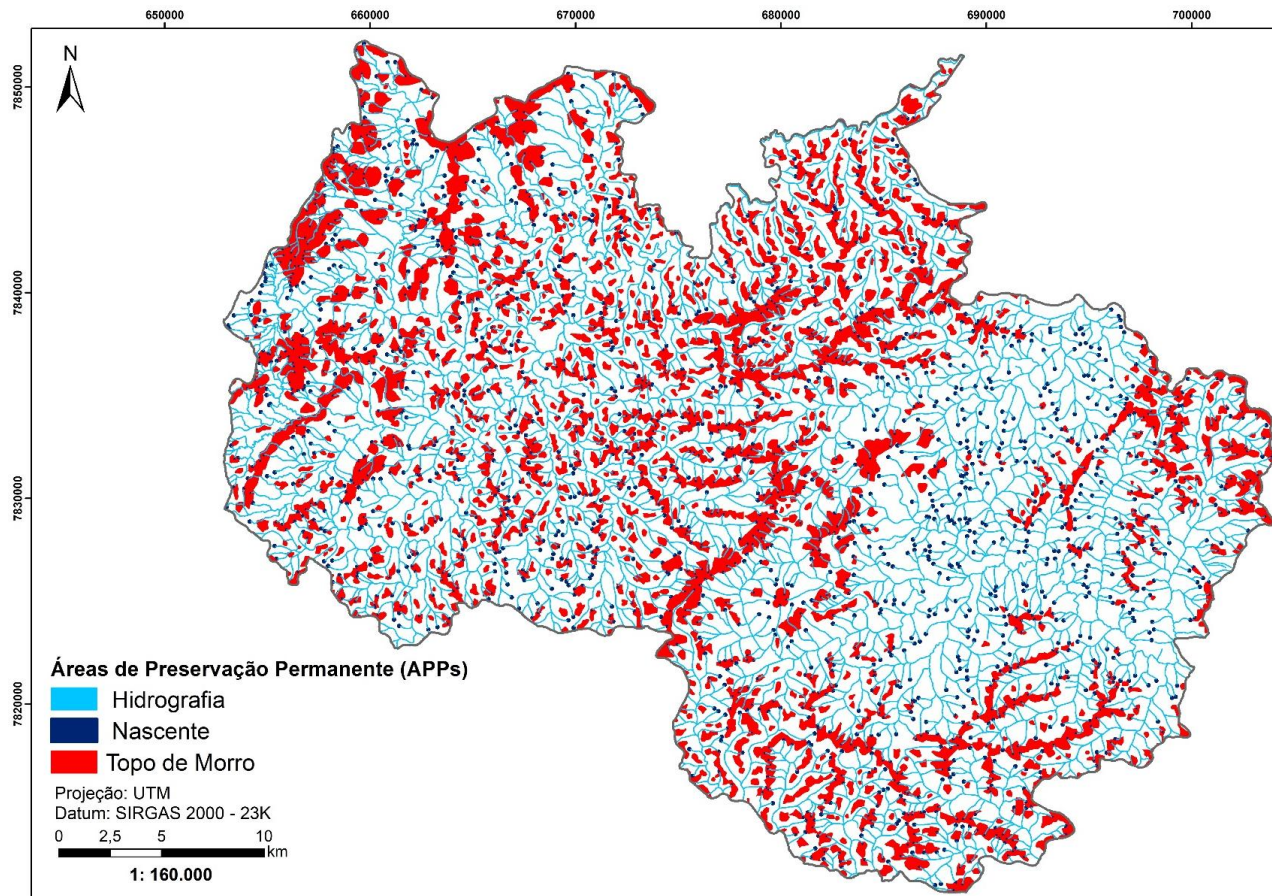 650000 660000 670000 680000 690000 700000
N
7850000
7840000
7830000
7820000
Áreas de Preservação Permanente (APPs)
Hidrografia
Nascente
Topo de Morro
Projeção: UTM
Datum: SIRGAS 2000 - 23K
0 2,5 5 10
km
1: 160.000